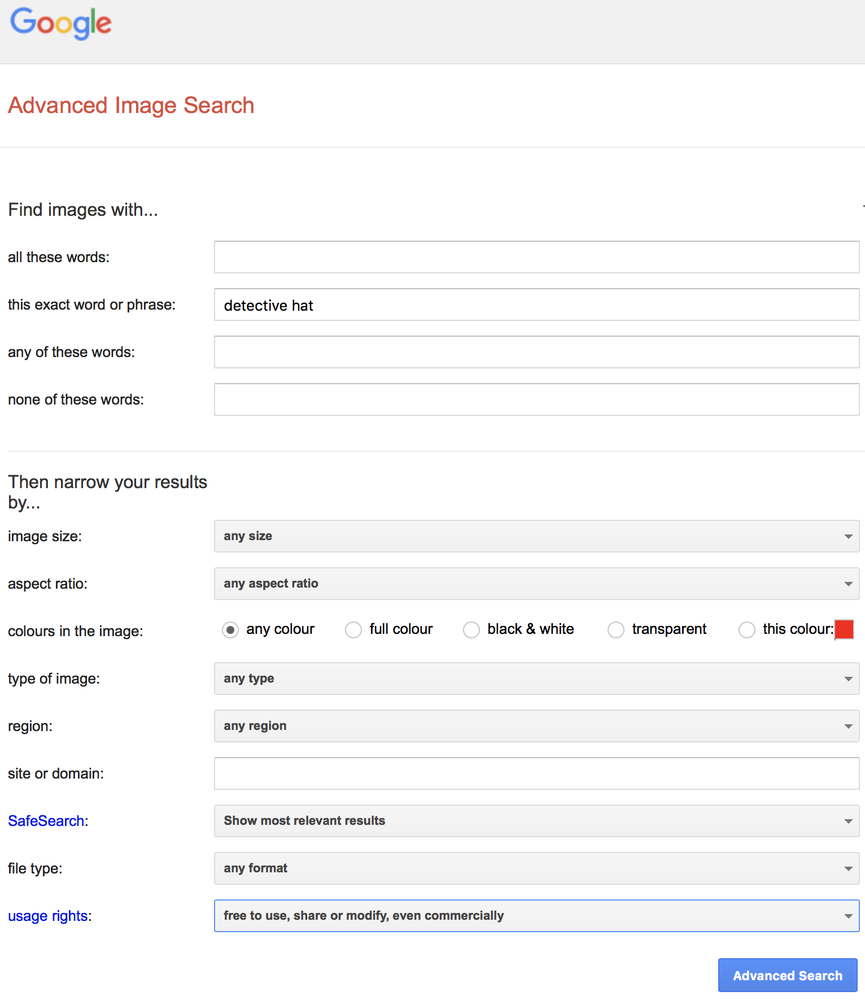 Google
Advanced Image Search
Find images with...
all these words:
this exact word or phrase: detective hat
any of these words:
none of these words:
Then narrow your results
by...
image size: any size
aspect ratio: any aspect ratio
colours in the image: any colour full colour black & white transparent this colour:
type of image: any type
region: any region
site or domain:
SafeSearch: Show most relevant results
file type: any format
usage rights: free to use, share or modify, even commercially
Advanced Search